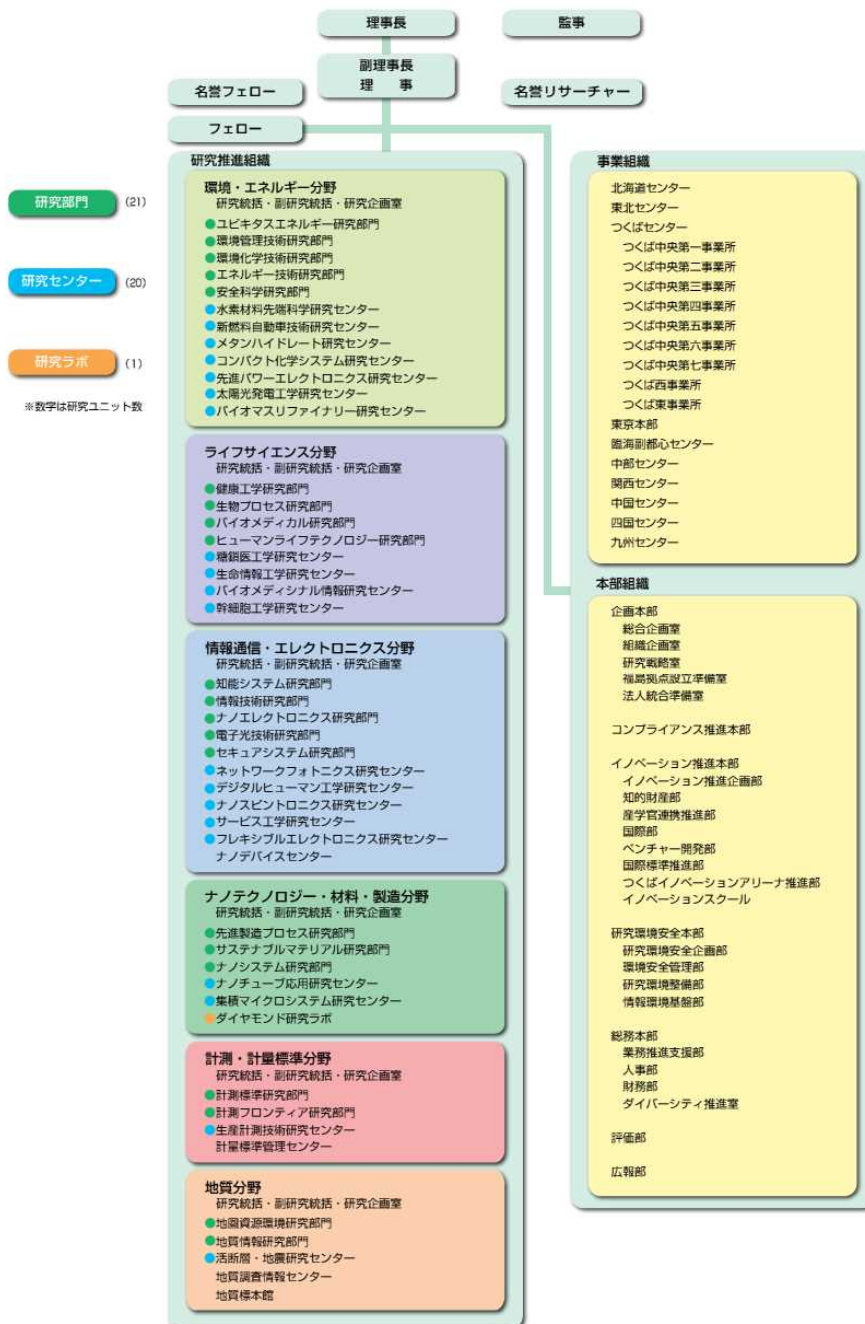 理事長
監事
副理事長
理　事
名誉フェロー
名誉リサーチャー
フェロー
研究部門 (21)
研究センター (20)
研究ラボ (1)
※数字は研究ユニット数
研究推進組織
環境・エネルギー分野
研究統括・副研究統括・研究企画室
●ユビキタスエネルギー研究部門
●環境管理技術研究部門
●環境化学技術研究部門
●エネルギー技術研究部門
●安全科学研究部門
●水素材料先端科学研究センター
●新燃料自動車技術研究センター
●メタンハイドレート研究センター
●コンパクト化学システム研究センター
●先進パワーエレクトロニクス研究センター
●太陽光発電工学研究センター
●バイオマスリファイナリー研究センター
ライフサイエンス分野
研究統括・副研究統括・研究企画室
●健康工学研究部門
●生物プロセス研究部門
●バイオメディカル研究部門
●ヒューマンライフテクノロジー研究部門
●糖鎖医工学研究センター
●生命情報工学研究センター
●バイオメディシナル情報研究センター
●幹細胞工学研究センター
情報通信・エレクトロニクス分野
研究統括・副研究統括・研究企画室
●知能システム研究部門
●情報技術研究部門
●ナノエレクトロニクス研究部門
●電子光技術研究部門
●セキュアシステム研究部門
●ネットワークフォトニクス研究センター
●デジタルヒューマン工学研究センター
●ナノスピントロニクス研究センター
●サービス工学研究センター
●フレキシブルエレクトロニクス研究センター
ナノデバイスセンター
ナノテクノロジー・材料・製造分野
研究統括・副研究統括・研究企画室
●先進製造プロセス研究部門
●サステナブルマテリアル研究部門
●ナノシステム研究部門
●ナノチューブ応用研究センター
●集積マイクロシステム研究センター
●ダイヤモンド研究ラボ
計測・計量標準分野
研究統括・副研究統括・研究企画室
●計測標準研究部門
●計測フロンティア研究部門
●生産計測技術研究センター
計量標準管理センター
地質分野
研究統括・副研究統括・研究企画室
●地圏資源環境研究部門
●地質情報研究部門
●活断層・地震研究センター
地質調査情報センター
地質標本館
事業組織
北海道センター
東北センター
つくばセンター
つくば中央第一事業所
つくば中央第二事業所
つくば中央第三事業所
つくば中央第四事業所
つくば中央第五事業所
つくば中央第六事業所
つくば中央第七事業所
つくば西事業所
つくば東事業所
東京本部
臨海副都心センター
中部センター
関西センター
中国センター
四国センター
九州センター
本部組織
企画本部
総合企画室
組織企画室
研究戦略室
福島拠点設立準備室
法人統合準備室
コンプライアンス推進本部
イノベーション推進本部
イノベーション推進企画部
知的財産部
産学官連携推進部
国際部
ベンチャー開発部
国際標準推進部
つくばイノベーションアリーナ推進部
イノベーションスクール
研究環境安全本部
研究環境安全企画部
環境安全管理部
研究環境整備部
情報環境基盤部
総務本部
業務推進支援部
人事部
財務部
ダイバーシティ推進室
評価部
広報部